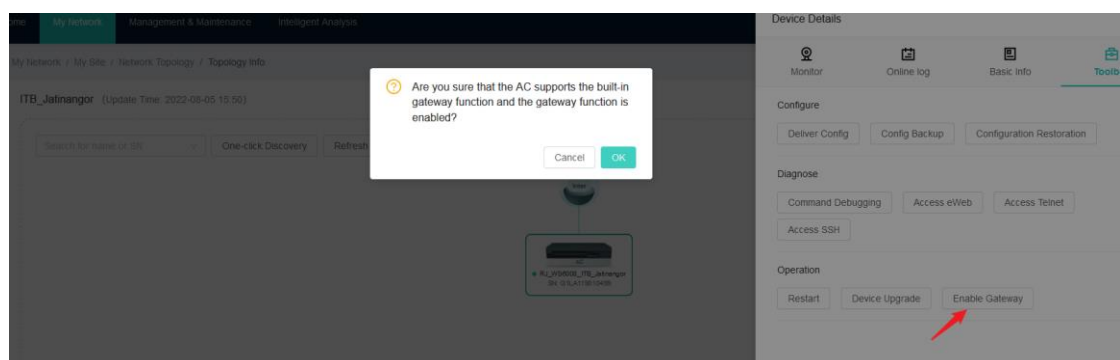 ome My Network Management & Maintenance Intelligent Analysis
My Network / My Site / Network Topology / Topology Info.
ITB_Jatinangor (Update Time: 2022-08-05 15:59)
Search for name or SN One-click Discovery Refresh
Are you sure that the AC supports the built-in
gateway function and the gateway function is
enabled?
Cancel OK
AC
Device Details
Monitor Online log Basic Info Toolb
Configure
Deliver Config Config Backup Configuration Restoration
Diagnose
Command Debugging Access eWeb Access Telnet
Access SSH
Operation
Restart Device Upgrade Enable Gateway